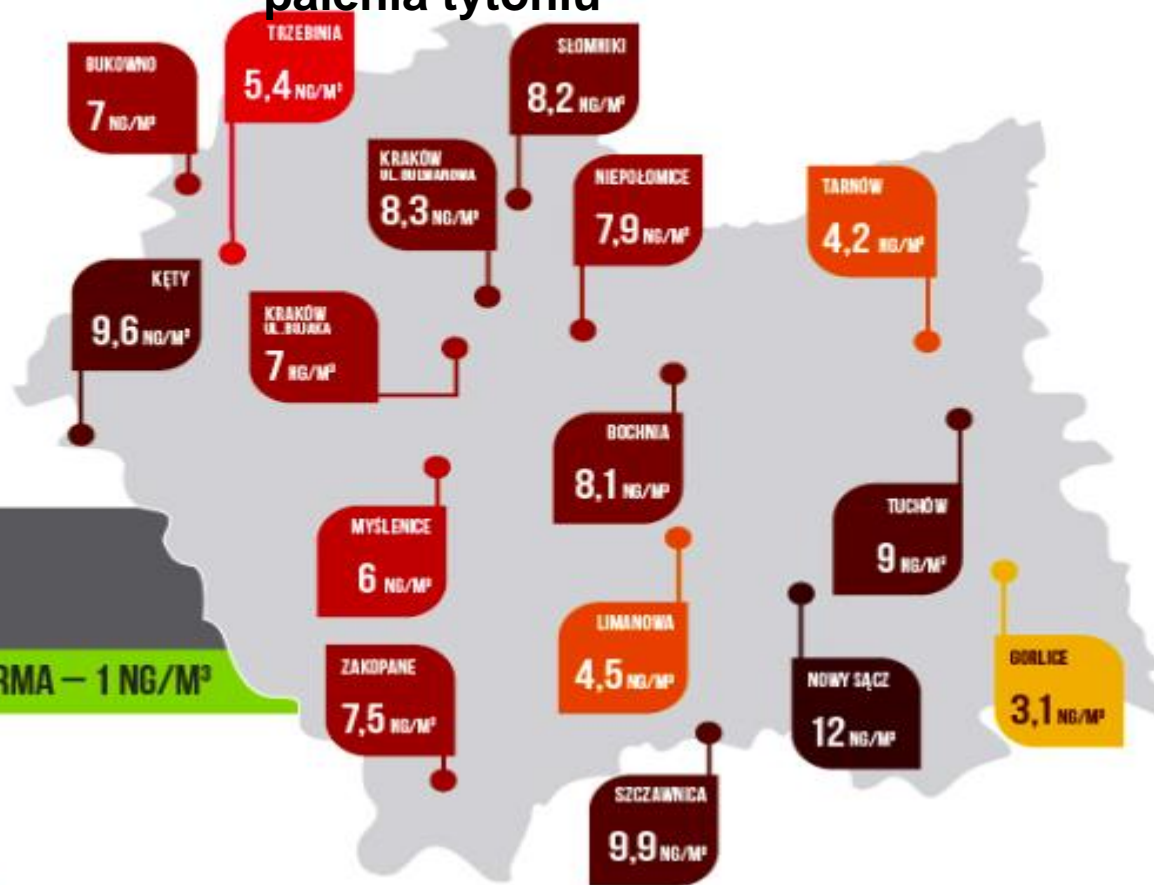 palenia tytoniu
TRZEBINIA
5,4 NG/M³
SŁOMNIKI
8,2 NG/M³
BUKOWNO
7 NG/M³
KRAKÓW
UL. BULWAROWA
8,3 NG/M³
NIEPOŁOMICE
7,9 NG/M³
TARNÓW
4,2 NG/M³
KĘTY
9,6 NG/M³
KRAKÓW
UL. BUJAKA
7 NG/M³
BOCHNIA
8,1 NG/M³
TUCHÓW
9 NG/M³
MYŚLENICE
6 NG/M³
LIMANOWA
4,5 NG/M³
ZAKOPANE
7,5 NG/M³
NOWY SĄCZ
12 NG/M³
GORLICE
3,1 NG/M³
RMA – 1 NG/M³
SZCZAWNICA
9,9 NG/M³